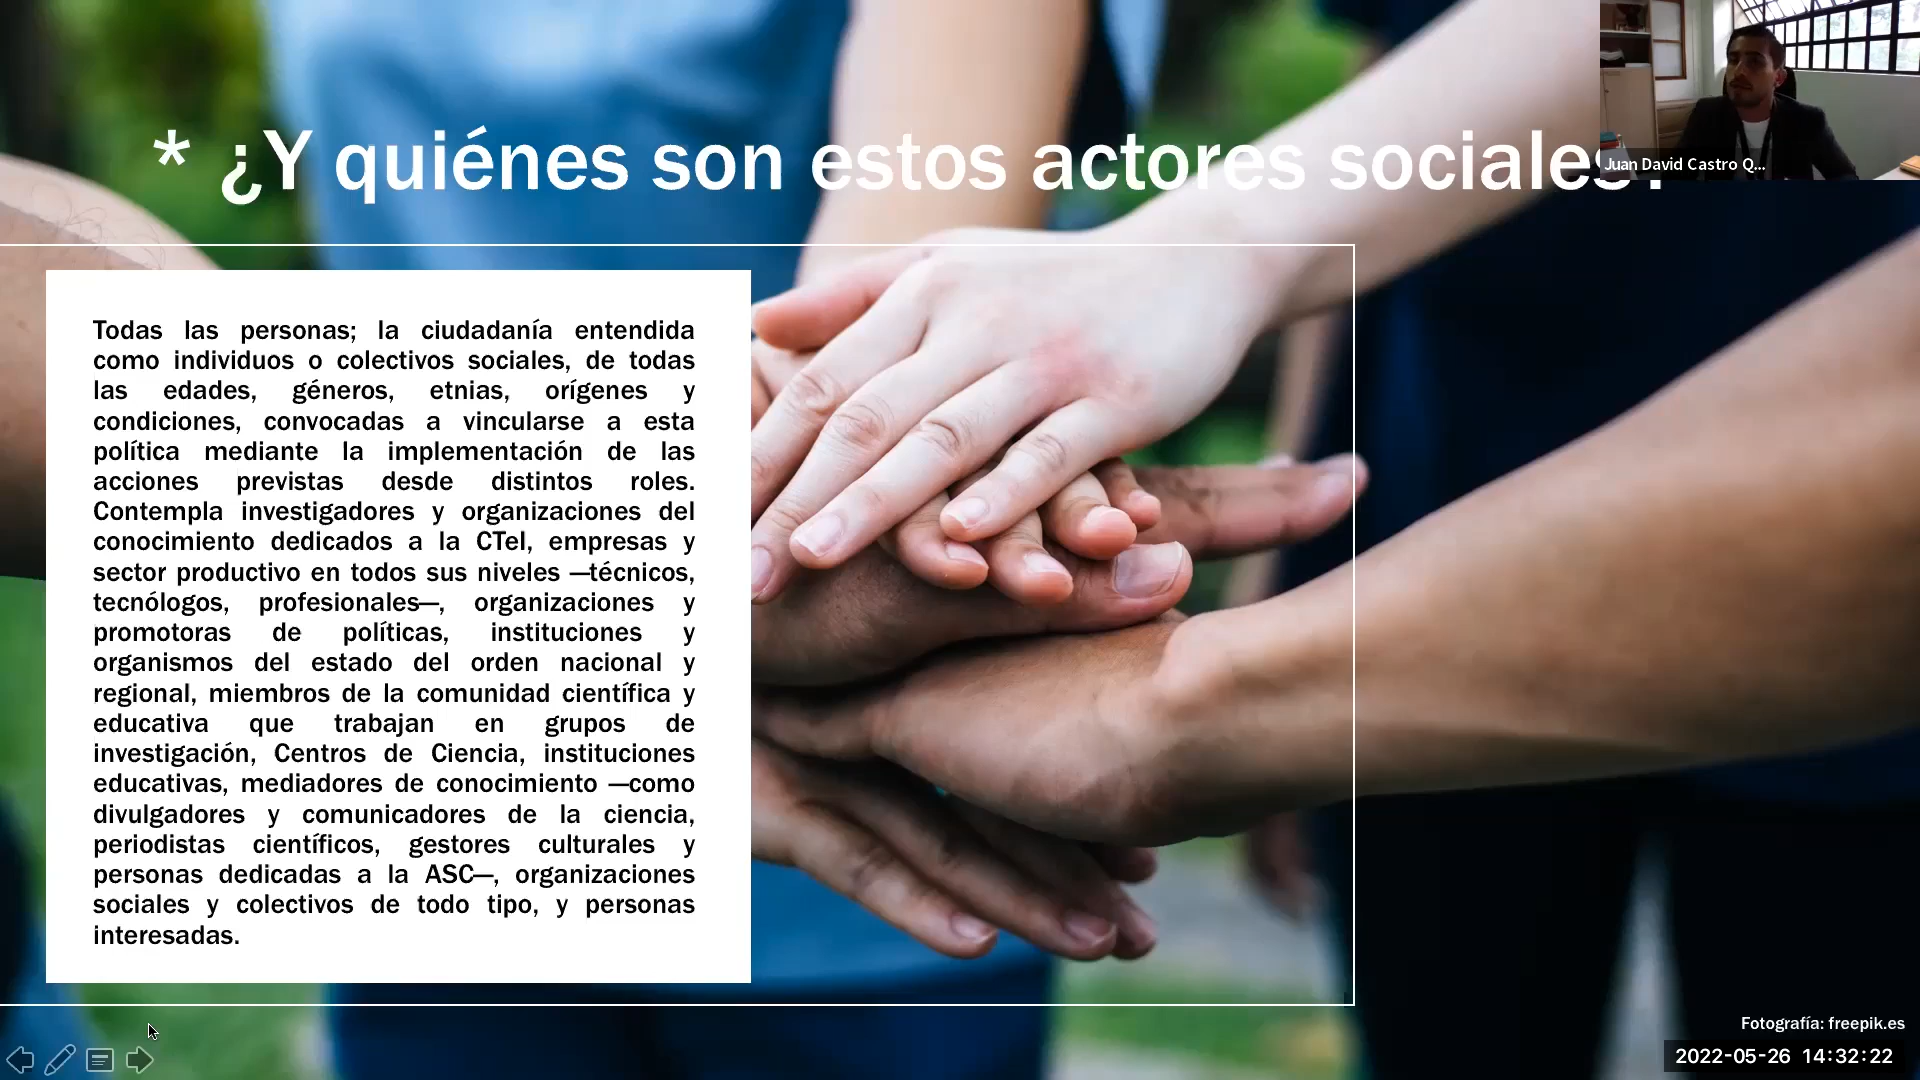 * ¿Y quiénes son estos actores sociales?
Juan David Castro Q...
Todas las personas; la ciudadanía entendida
como individuos o colectivos sociales, de todas
las edades, géneros, etnias, orígenes y
condiciones, convocadas a vincularse a esta
política mediante la implementación de las
acciones previstas desde distintos roles.
Contempla investigadores y organizaciones del
conocimiento dedicados a la CTeI, empresas y
sector productivo en todos sus niveles —técnicos,
tecnólogos, profesionales—, organizaciones y
promotoras de políticas, instituciones y
organismos del estado del orden nacional y
regional, miembros de la comunidad científica y
educativa que trabajan en grupos de
investigación, Centros de Ciencia, instituciones
educativas, mediadores de conocimiento —como
divulgadores y comunicadores de la ciencia,
periodistas científicos, gestores culturales y
personas dedicadas a la ASC—, organizaciones
sociales y colectivos de todo tipo, y personas
interesadas.
Fotografía: freepik.es
2022-05-26 14:32:22